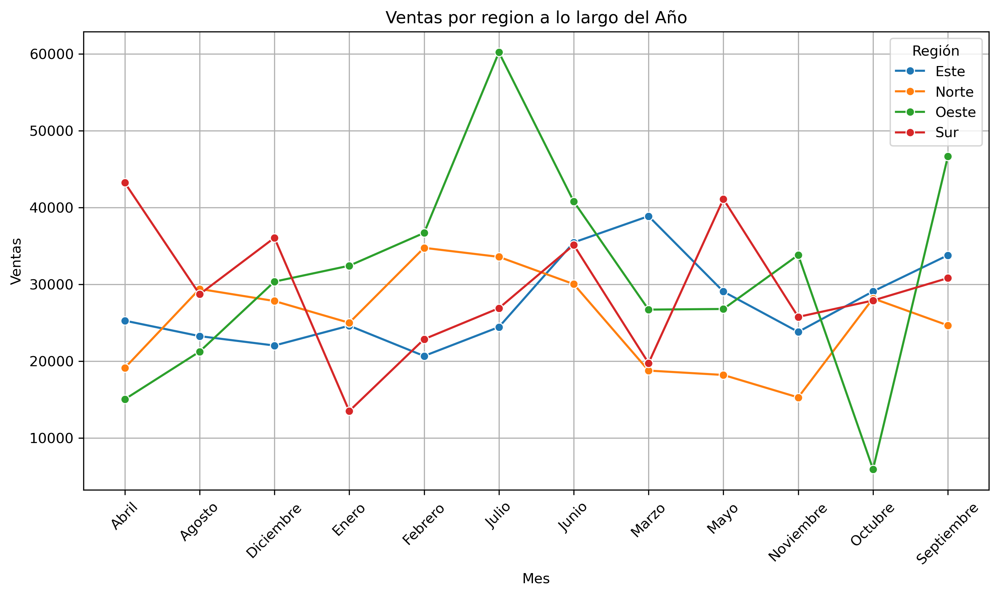 Ventas por region a lo largo del Año
Región
Este
Norte
Oeste
Sur
Ventas
60000
50000
40000
30000
20000
10000
Abril
Agosto
Diciembre
Enero
Febrero
Julio
Junio
Marzo
Mayo
Noviembre
Octubre
Septiembre
Mes